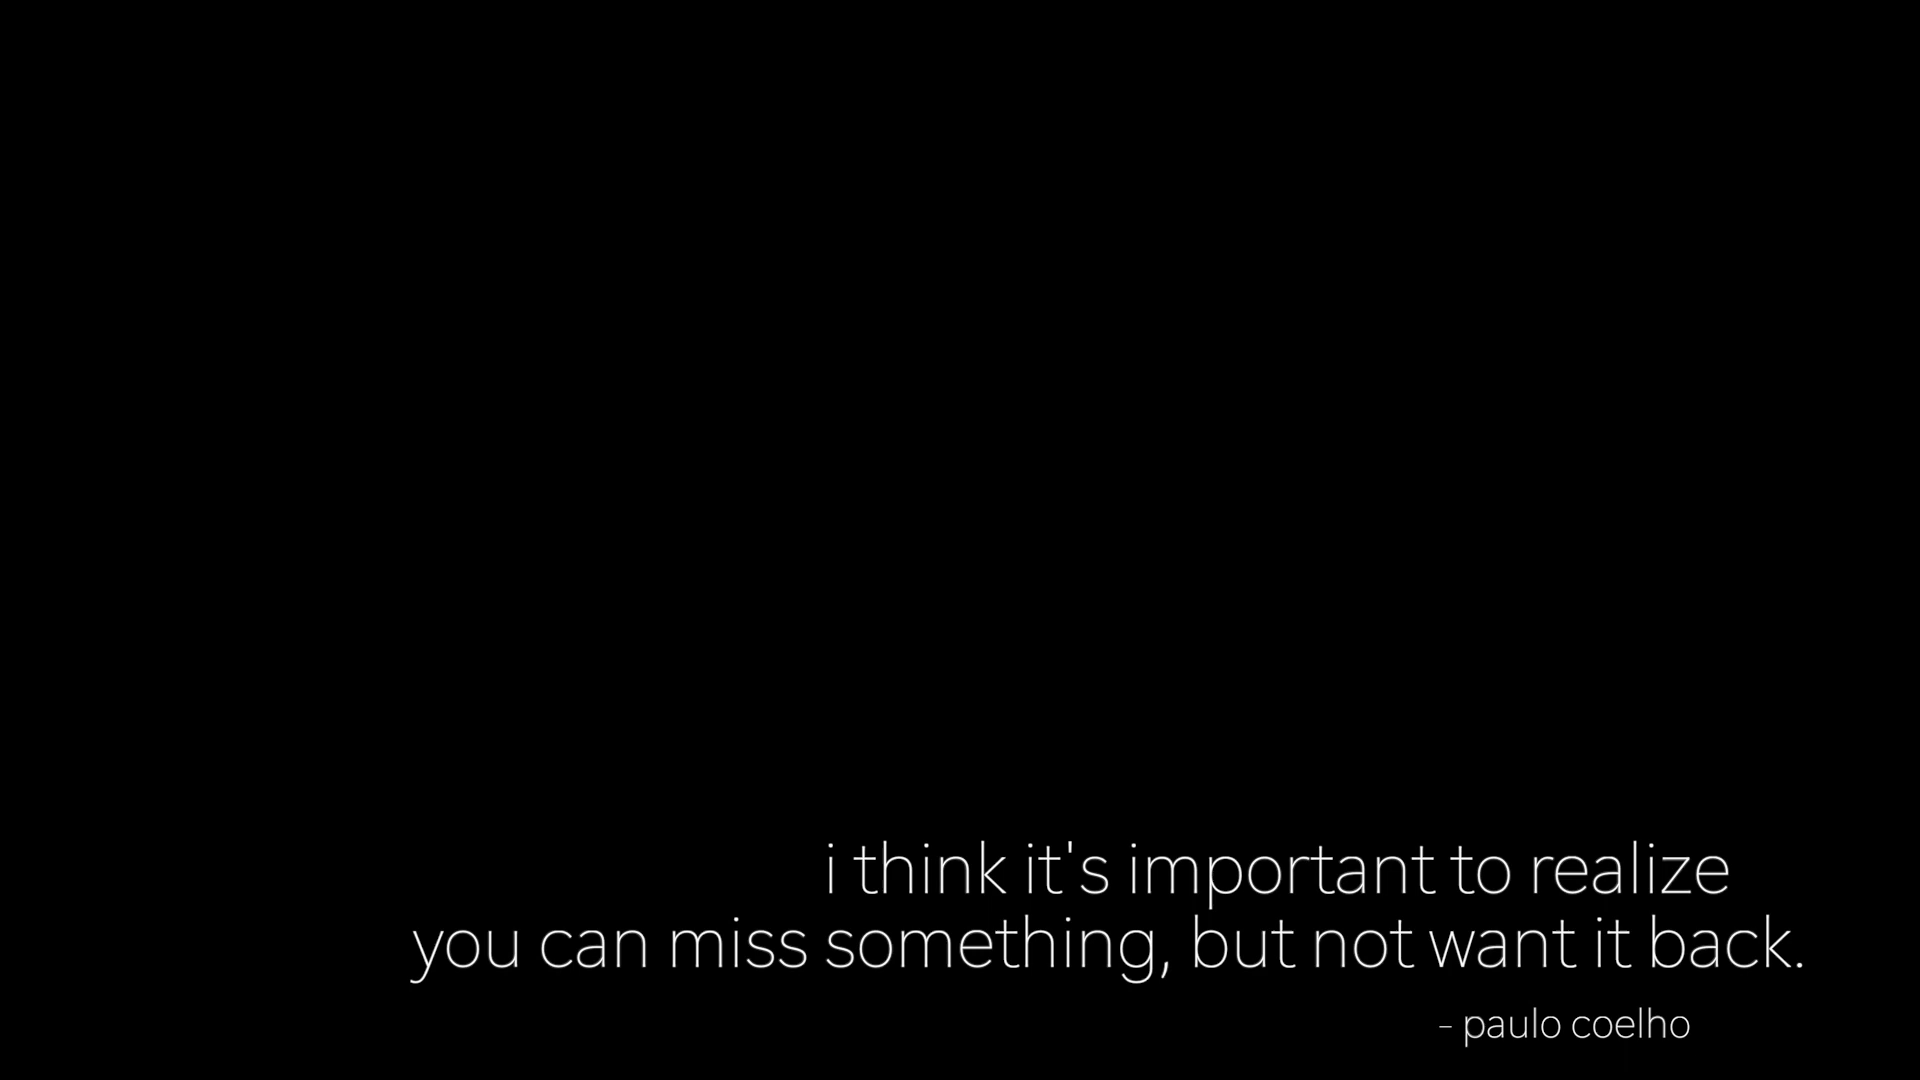 i think it's important to realize
you can miss something, but not want it back.
- paulo coelho